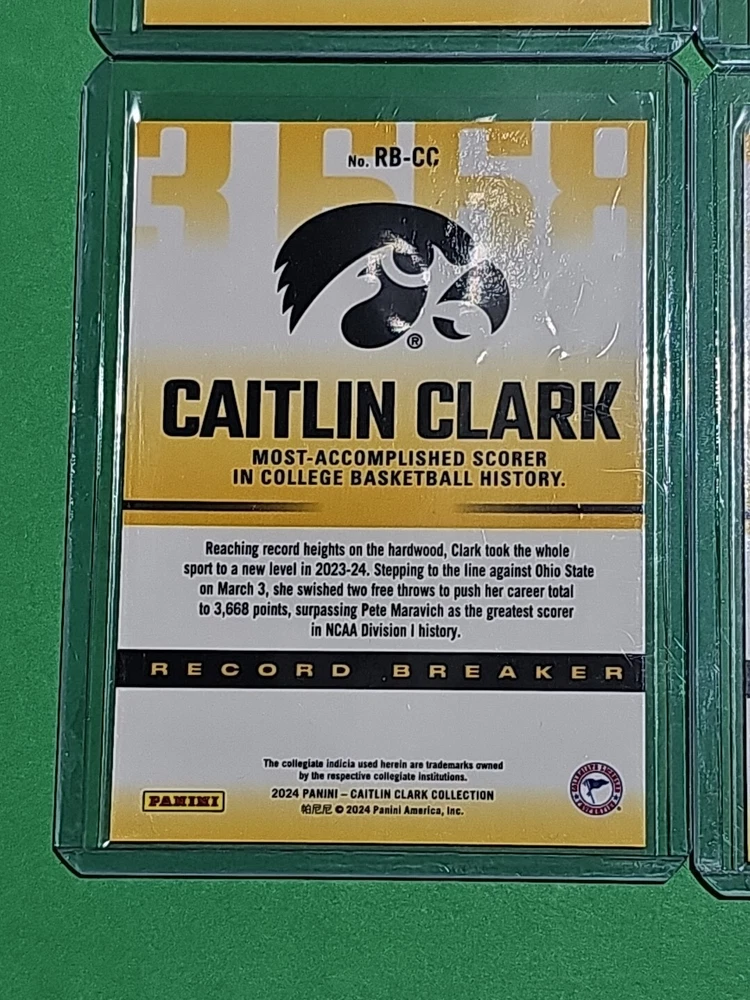 3668
No. RB-CC
®
CAITLIN CLARK
MOST-ACCOMPLISHED SCORER
IN COLLEGE BASKETBALL HISTORY.
Reaching record heights on the hardwood, Clark took the whole
sport to a new level in 2023-24. Stepping to the line against Ohio State
on March 3, she swished two free throws to push her career total
to 3,668 points, surpassing Pete Maravich as the greatest scorer
in NCAA Division I history.
RECORD BREAKER
The collegiate indicia used herein are trademarks owned
by the respective collegiate institutions.
PANINI
2024 PANINI – CAITLIN CLARK COLLECTION
帕尼尼 © 2024 Panini America, Inc.